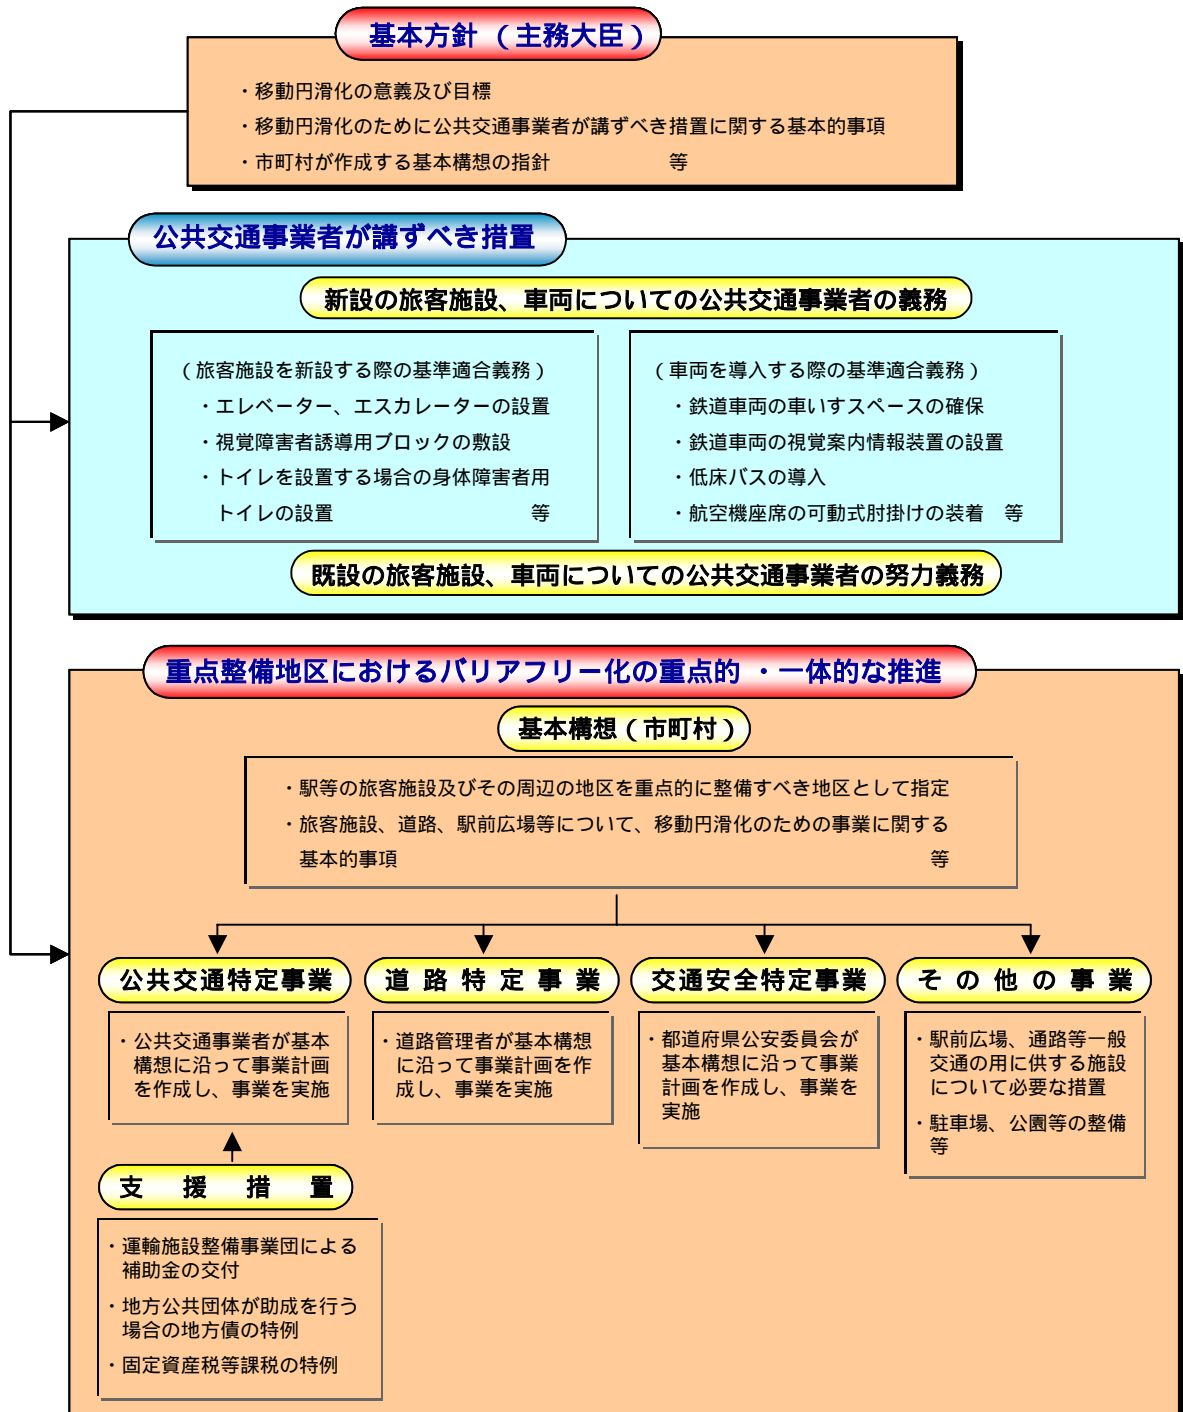 基本方針（主務大臣）
・移動円滑化の意義及び目標
・移動円滑化のために公共交通事業者が講ずべき措置に関する基本的事項
・市町村が作成する基本構想の指針　等
公共交通事業者が講ずべき措置
新設の旅客施設、車両についての公共交通事業者の義務
（旅客施設を新設する際の基準適合義務）
・エレベーター、エスカレーターの設置
・視覚障害者誘導用ブロックの敷設
・トイレを設置する場合の身体障害者用
トイレの設置　等
（車両を導入する際の基準適合義務）
・鉄道車両の車いすスペースの確保
・鉄道車両の視覚案内情報装置の設置
・低床バスの導入
・航空機座席の可動式肘掛けの装着　等
既設の旅客施設、車両についての公共交通事業者の努力義務
重点整備地区におけるバリアフリー化の重点的・一体的な推進
基本構想（市町村）
・駅等の旅客施設及びその周辺の地区を重点的に整備すべき地区として指定
・旅客施設、道路、駅前広場等について、移動円滑化のための事業に関する
基本的事項　等
公共交通特定事業
・公共交通事業者が基本
構想に沿って事業計画
を作成し、事業を実施
道路特定事業
・道路管理者が基本構想
に沿って事業計画を作
成し、事業を実施
交通安全特定事業
・都道府県公安委員会が
基本構想に沿って事業
計画を作成し、事業を
実施
その他の事業
・駅前広場、通路等一般
交通の用に供する施設
について必要な措置
・駐車場、公園等の整備
等
支援措置
・運輸施設整備事業団による
補助金の交付
・地方公共団体が助成を行う
場合の地方債の特例
・固定資産税等課税の特例